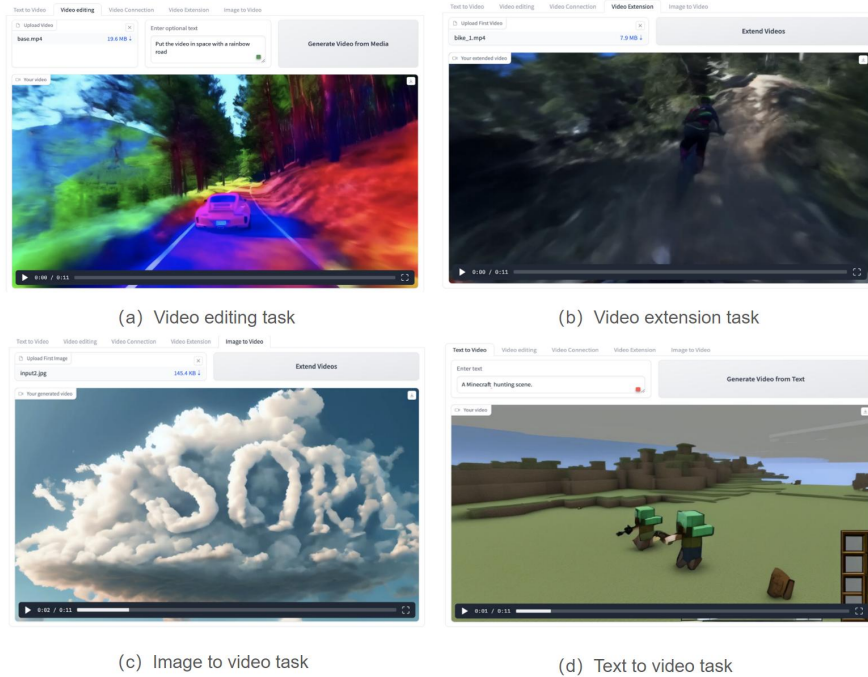 Text to Video Video editing Video Connection Video Extension Image to Video
Upload Video
base.mp4 19.6 MB ↓
Enter optional text
Put the video in space with a rainbow
road
Generate Video from Media
Your video
0:00 / 0:11
(a) Video editing task
Text to Video Video editing Video Connection Video Extension Image to Video
Upload First Video
bike_1.mp4 7.9 MB ↓
Extend Videos
Your extended video
0:00 / 0:11
(b) Video extension task
Text to Video Video editing Video Connection Video Extension Image to Video
Upload First Image
input2.jpg 145.4 KB ↓
Extend Videos
Your generated video
SORA
0:02 / 0:11
(c) Image to video task
Text to Video Video editing Video Connection Video Extension Image to Video
Enter text
A Minecraft hunting scene.
Generate Video from Text
Your video
0:01 / 0:11
(d) Text to video task